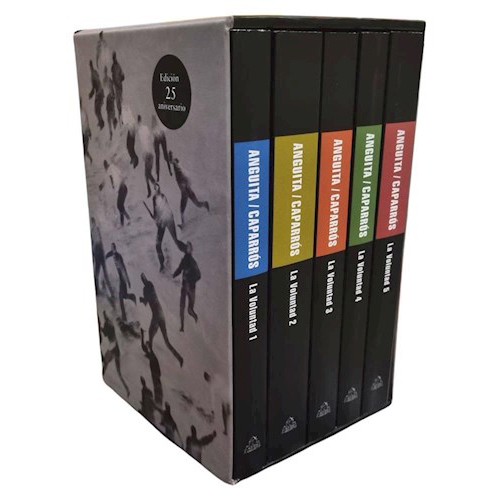 Edición
25
aniversario
ANGUITA / CAPARRÓS
La Voluntad 1
ANGUITA / CAPARRÓS
La Voluntad 2
ANGUITA / CAPARRÓS
La Voluntad 3
ANGUITA / CAPARRÓS
La Voluntad 4
ANGUITA / CAPARRÓS
La Voluntad 5